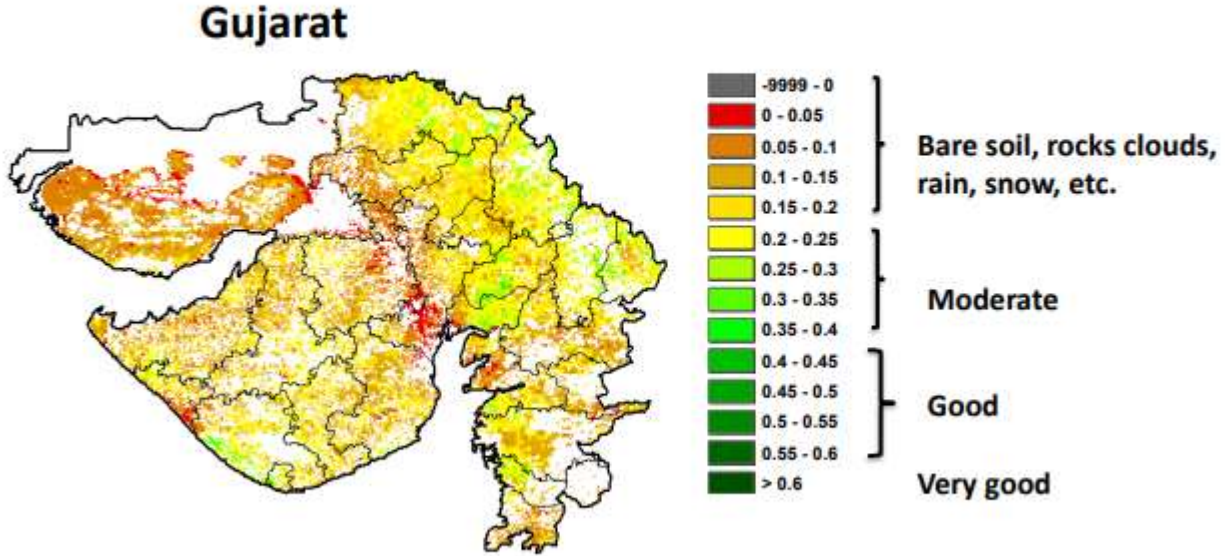 Gujarat
-9999 - 0
0 - 0.05
0.05 - 0.1
0.1 - 0.15
0.15 - 0.2
0.2 - 0.25
0.25 - 0.3
0.3 - 0.35
0.35 - 0.4
0.4 - 0.45
0.45 - 0.5
0.5 - 0.55
0.55 - 0.6
> 0.6
Bare soil, rocks clouds,
rain, snow, etc.
Moderate
Good
Very good